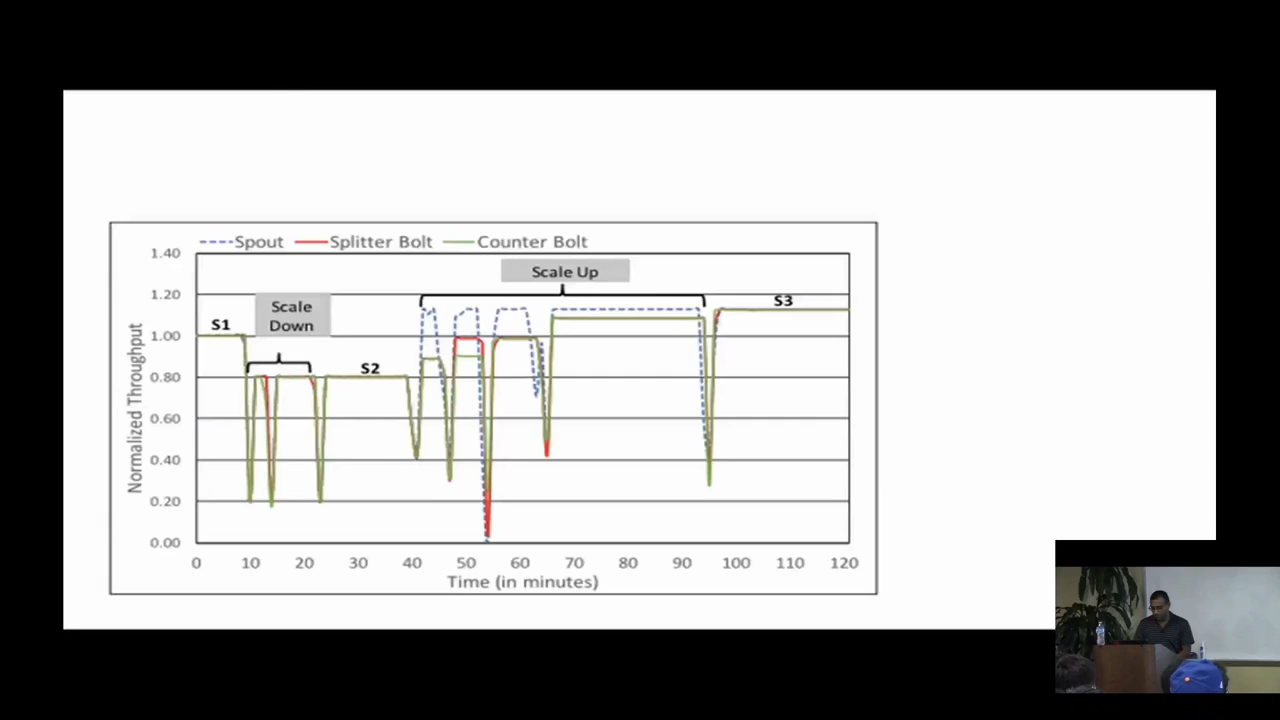 Spout Splitter Bolt Counter Bolt
1.40
1.20
1.00
0.80
0.60
0.40
0.20
0.00
Normalized Throughput
S1
Scale
Down
S2
Scale Up
S3
0 10 20 30 40 50 60 70 80 90 100 110 120
Time (in minutes)